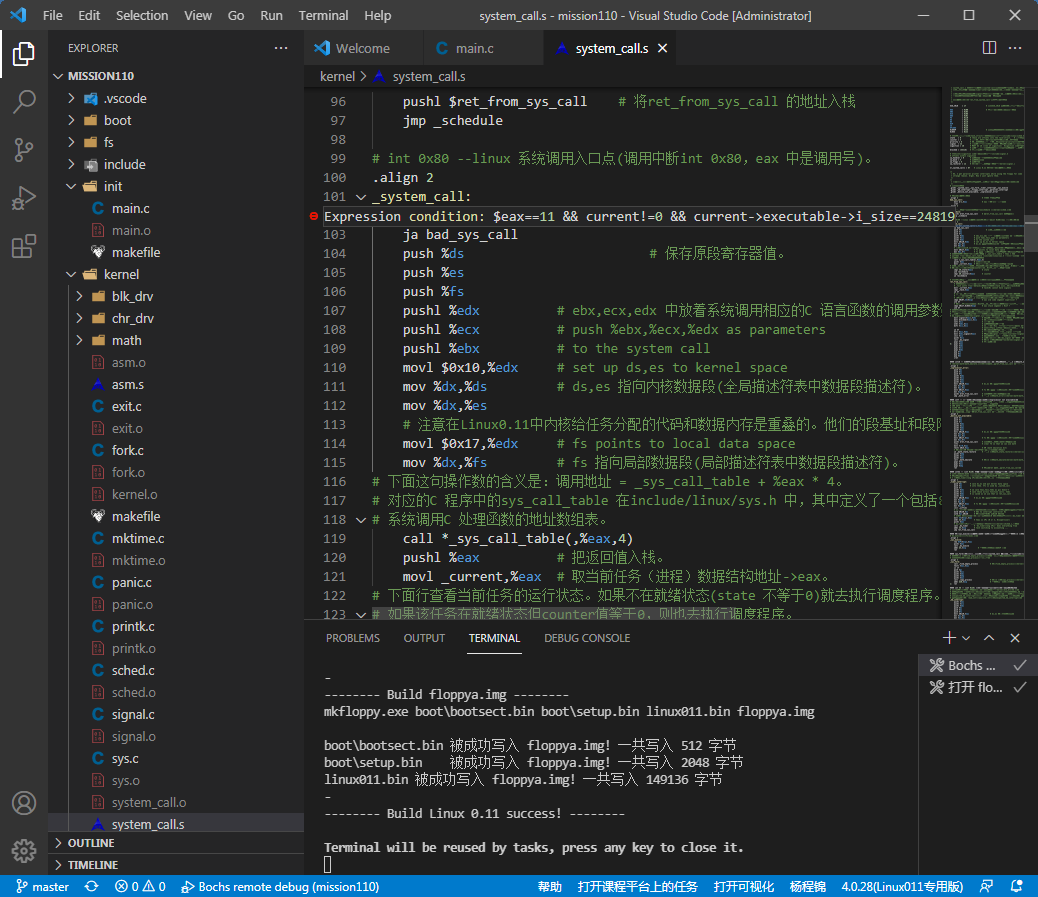 File Edit Selection View Go Run Terminal Help system_call.s - mission110 - Visual Studio Code [Administrator]
EXPLORER
MISSION110
.vscode
boot
fs
include
init
main.c
main.o
makefile
kernel
blk_drv
chr_drv
math
asm.o
asm.s
exit.c
exit.o
fork.c
fork.o
kernel.o
makefile
mktime.c
mktime.o
panic.c
panic.o
printk.c
printk.o
sched.c
sched.o
signal.c
signal.o
sys.c
sys.o
system_call.o
system_call.s
OUTLINE
TIMELINE
Welcome main.c system_call.s
kernel > system_call.s
96 pushl $ret_from_sys_call # 将ret_from_sys_call 的地址入栈
97 jmp _schedule
98
99 # int 0x80 --linux 系统调用入口点(调用中断int 0x80，eax 中是调用号)。
100 .align 2
101 _system_call:
Expression condition: $eax==11 && current!=0 && current->executable->i_size==24819
103 ja bad_sys_call
104 push %ds # 保存原段寄存器值。
105 push %es
106 push %fs
107 pushl %edx # ebx,ecx,edx 中放着系统调用相应的C 语言函数的调用参数
108 pushl %ecx # push %ebx,%ecx,%edx as parameters
109 pushl %ebx # to the system call
110 movl $0x10,%edx # set up ds,es to kernel space
111 mov %dx,%ds # ds,es 指向内核数据段(全局描述符表中数据段描述符)。
112 mov %dx,%es
113 # 注意在Linux0.11中内核给任务分配的代码和数据内存是重叠的。他们的段基址和段
114 movl $0x17,%edx # fs points to local data space
115 mov %dx,%fs # fs 指向局部数据段(局部描述符表中数据段描述符)。
116 # 下面这句操作数的含义是：调用地址 = _sys_call_table + %eax * 4。
117 # 对应的C 程序中的sys_call_table 在include/linux/sys.h 中，其中定义了一个包括
118 # 系统调用C 处理函数的地址数组表。
119 call *_sys_call_table(,%eax,4)
120 pushl %eax # 把返回值入栈。
121 movl _current,%eax # 取当前任务（进程）数据结构地址->eax。
122 # 下面行查看当前任务的运行状态。如果不在就绪状态(state 不等于0)就去执行调度程序。
123 # 如果该任务在就绪状态但counter值等于0，则也去执行调度程序。
PROBLEMS OUTPUT TERMINAL DEBUG CONSOLE
-
-------- Build floppya.img --------
mkfloppy.exe boot\bootsect.bin boot\setup.bin linux011.bin floppya.img
boot\bootsect.bin 被成功写入 floppya.img! 一共写入 512 字节
boot\setup.bin 被成功写入 floppya.img! 一共写入 2048 字节
linux011.bin 被成功写入 floppya.img! 一共写入 149136 字节
-
-------- Build Linux 0.11 success! --------
Terminal will be reused by tasks, press any key to close it.
Bochs ...
打开 flo...
master 0 0 Bochs remote debug (mission110) 帮助 打开课程平台上的任务 打开可视化 杨程锦 4.0.28(Linux011专用版)